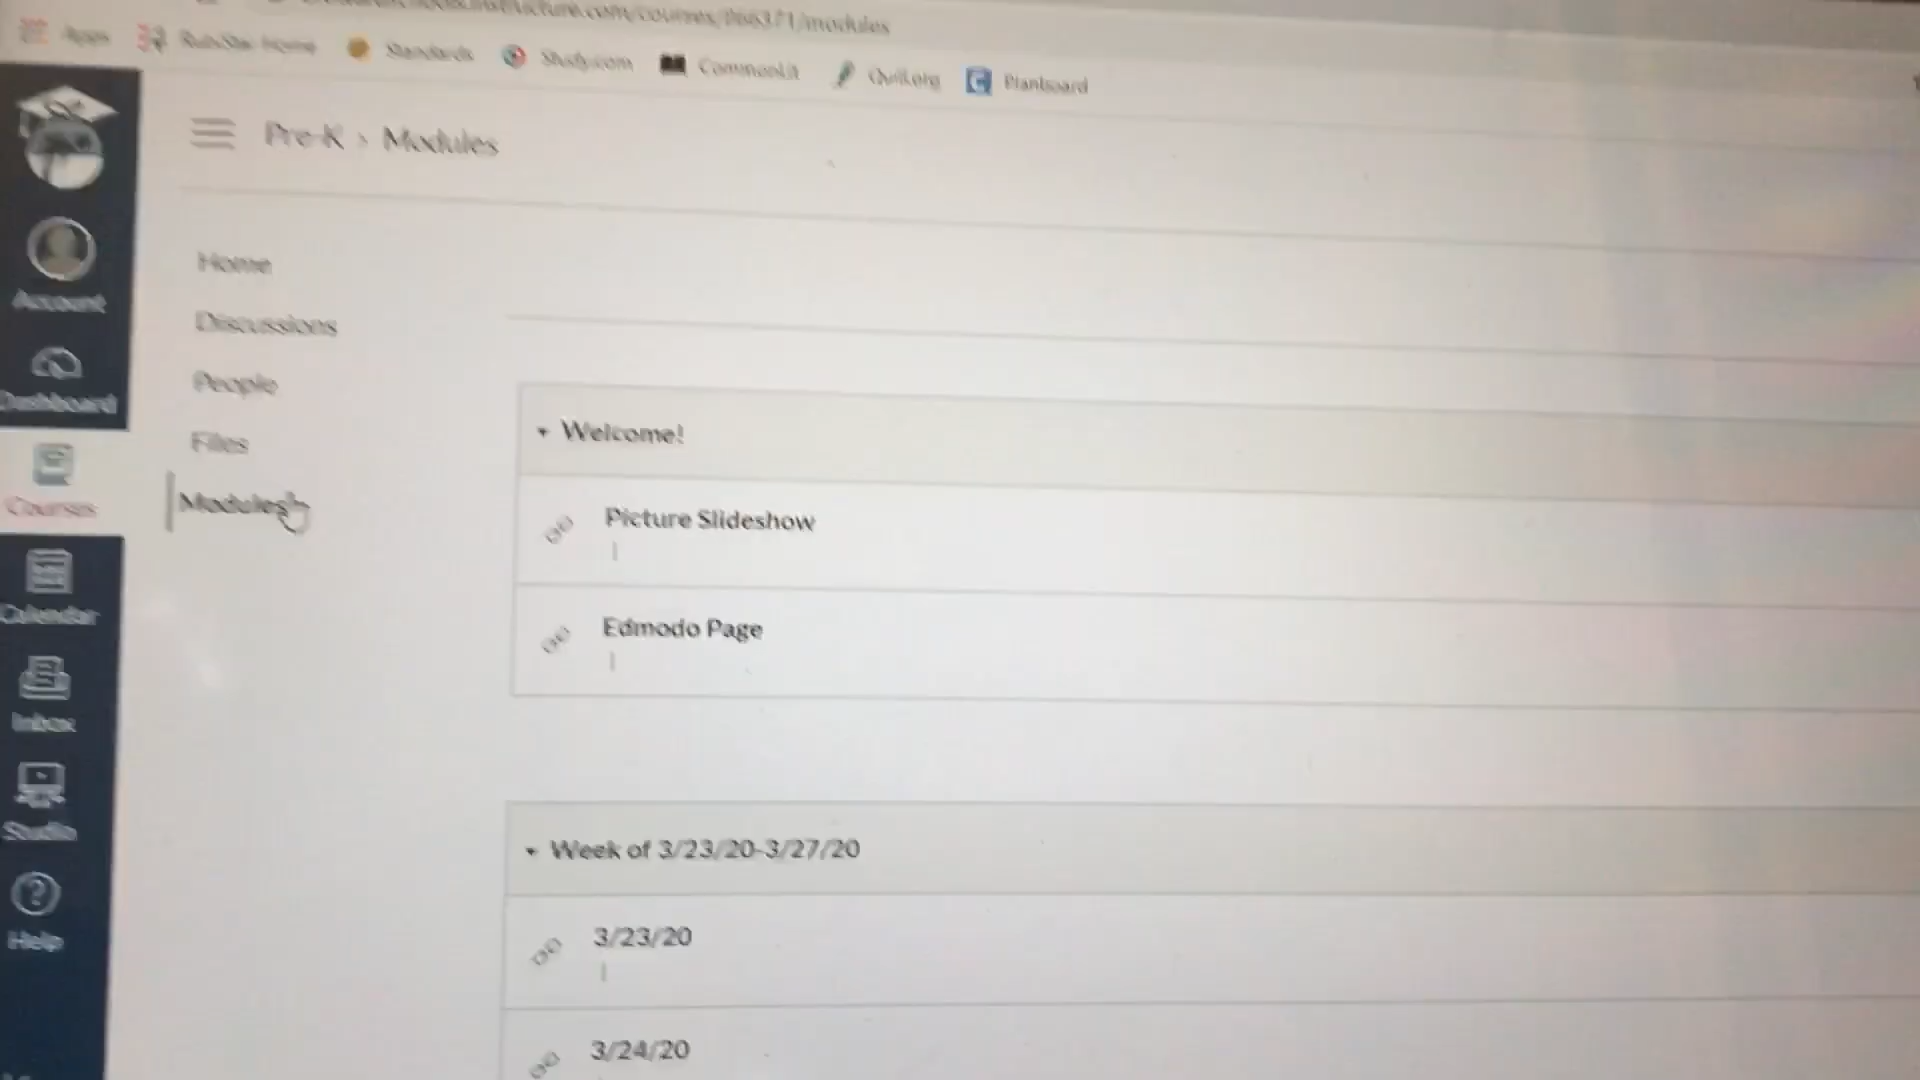 /modules
Apps
Standards
Study.com
CommonLit
Quill.org
Pre-K > Modules
Home
Discussions
People
Files
Modules
Account
Dashboard
Courses
Calendar
Inbox
Studio
Help
Welcome!
Picture Slideshow
Edmodo Page
Week of 3/23/20-3/27/20
3/23/20
3/24/20